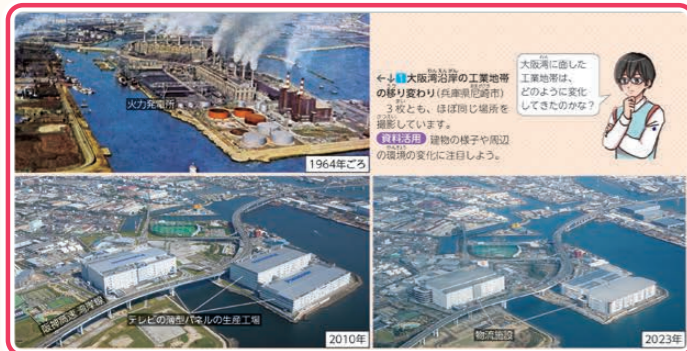 火力発電所
1964年ごろ
←↓1大阪湾沿岸の工業地帯
の移り変わり(兵庫県尼崎市)
3枚とも、ほぼ同じ場所を
撮影しています。
資料活用 建物の様子や周辺
の環境の変化に注目しよう。
大阪湾に面した
工業地帯は、
どのように変化
してきたのかな?
阪神高速湾岸線
テレビの薄型パネルの生産工場
2010年
物流施設
2023年